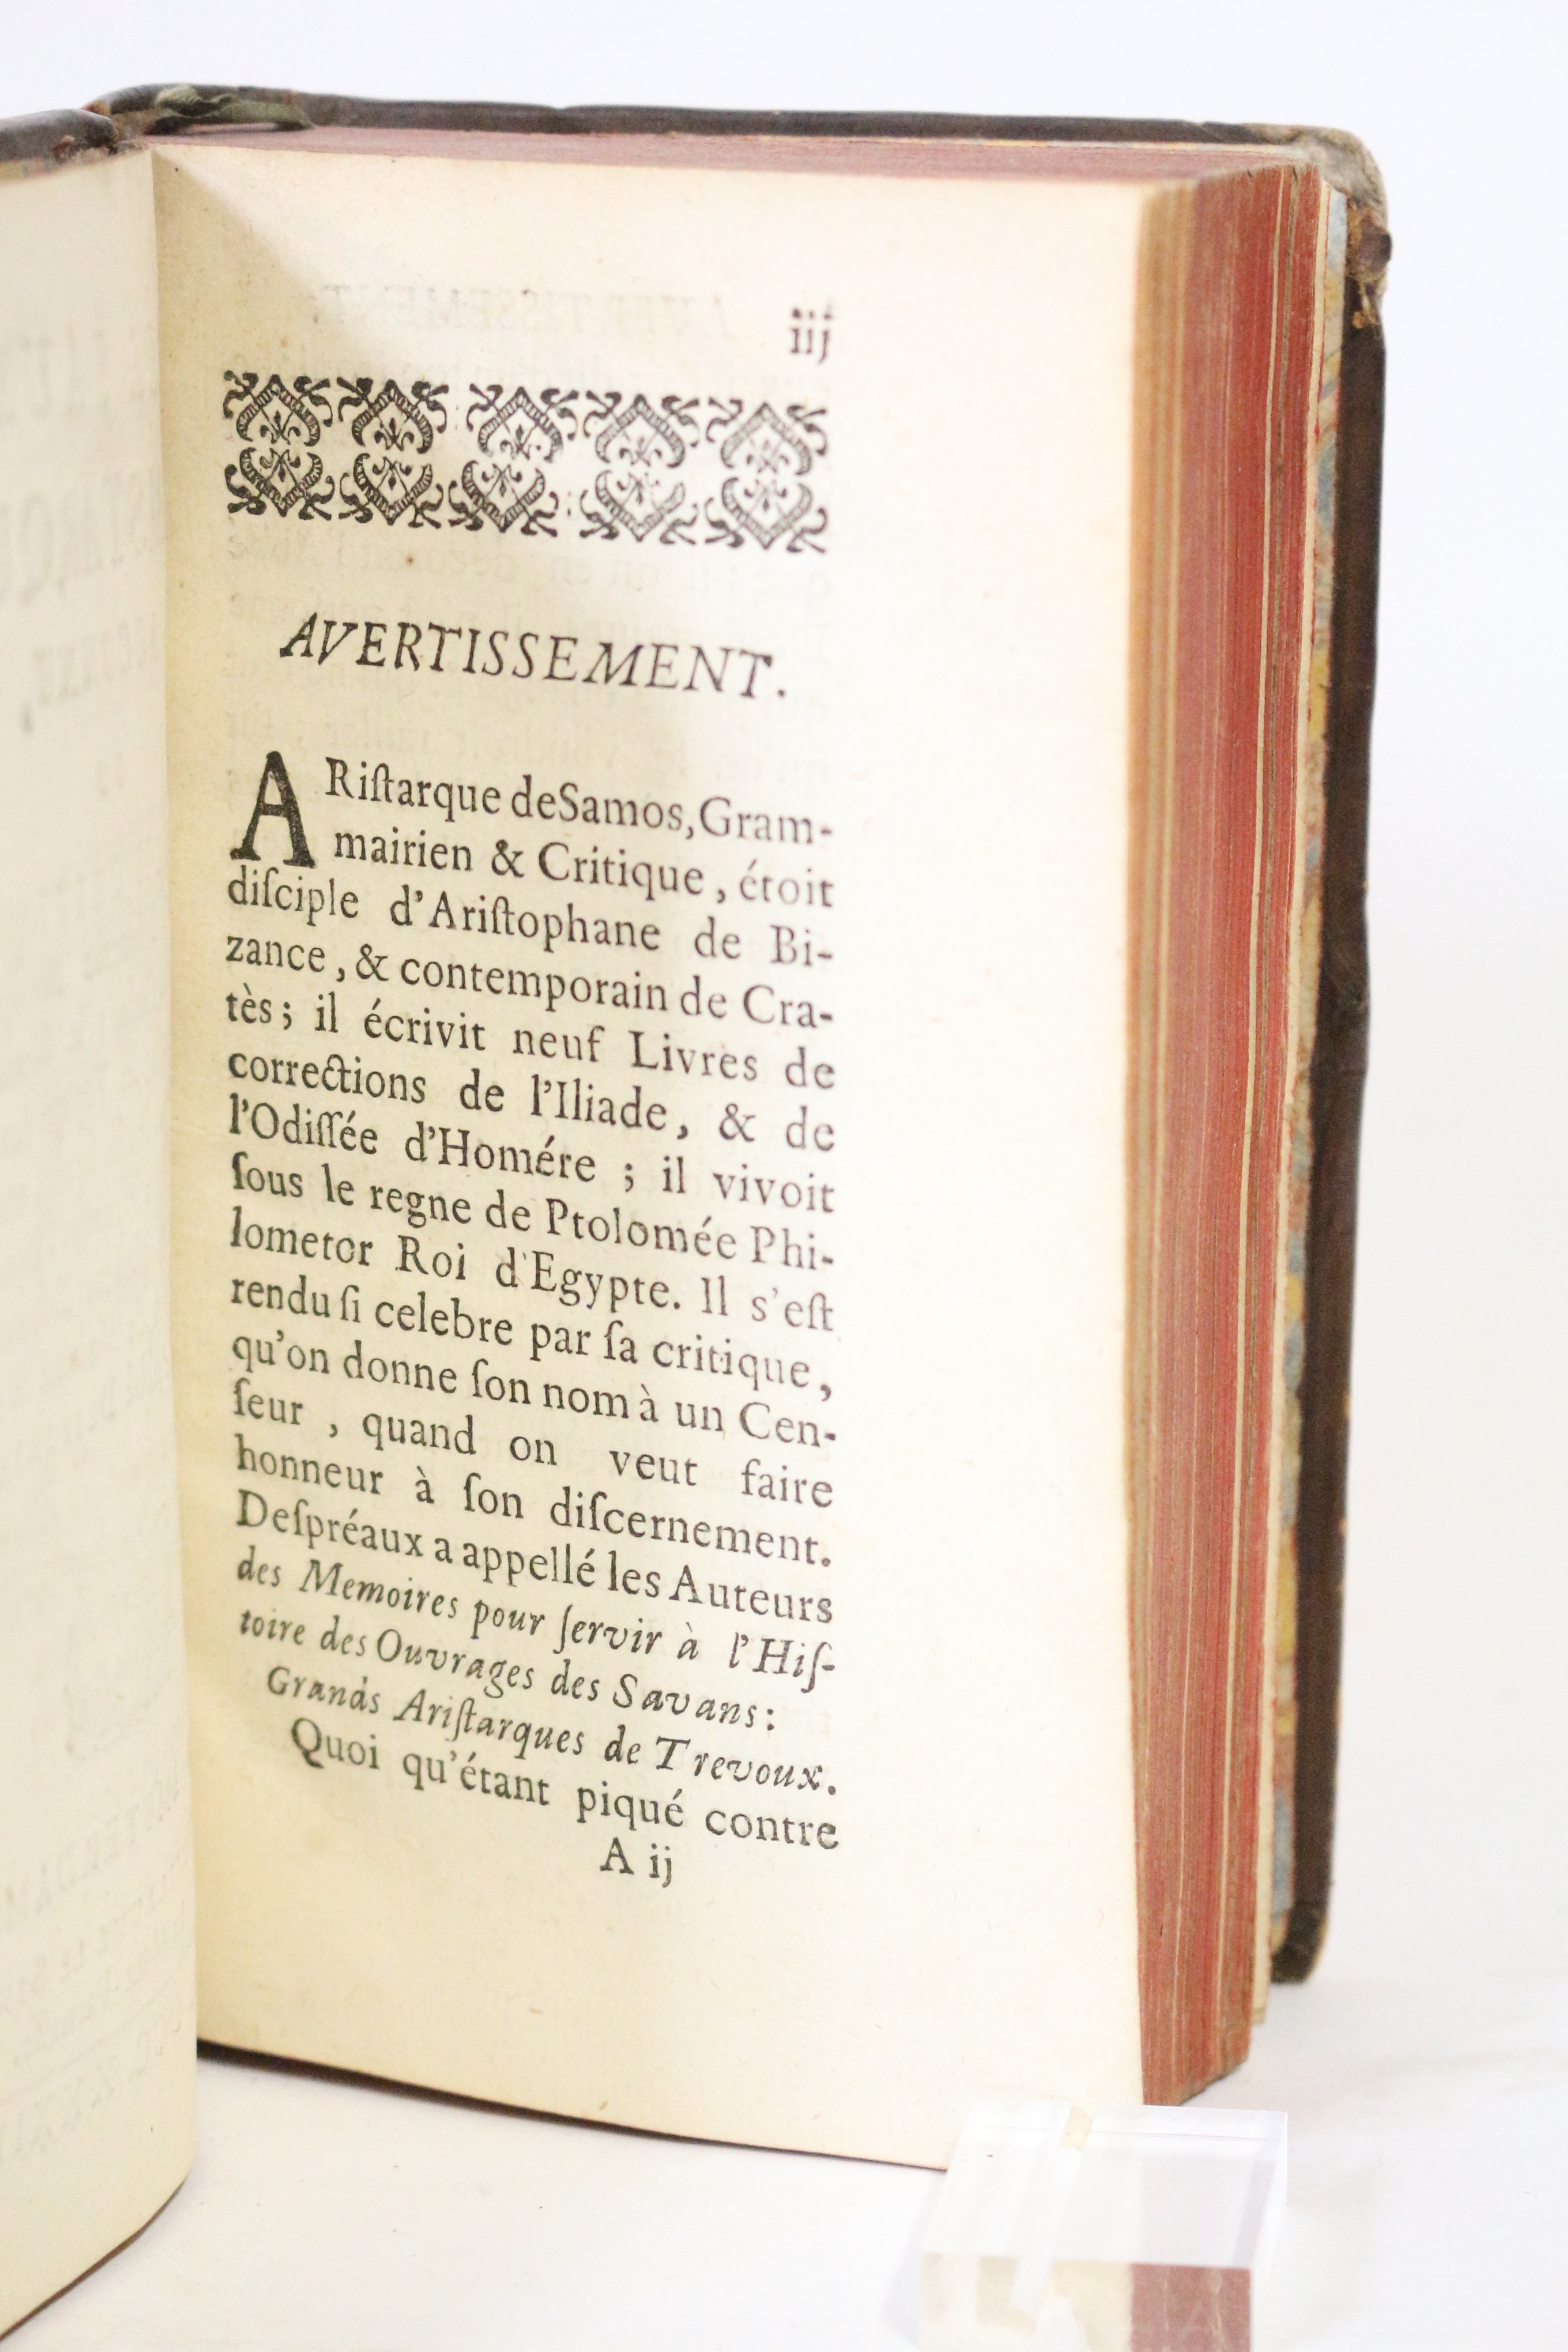 iij
AVERTISSEMENT.
ARiſtarque de Samos, Gram-
mairien & Critique, étoit
diſciple d'Ariſtophane de Bi-
zance, & contemporain de Cra-
tès; il écrivit neuf Livres de
corrections de l'Iliade, & de
l'Odiſſée d'Homére ; il vivoit
ſous le regne de Ptolomée Phi-
lometor Roi d'Egypte. Il s'eſt
rendu ſi celebre par ſa critique,
qu'on donne ſon nom à un Cen-
ſeur , quand on veut faire
honneur à ſon diſcernement.
Deſpréaux a appellé les Auteurs
des Memoires pour ſervir à l'Hiſ-
toire des Ouvrages des Savans:
Grands Ariſtarques de Trevoux.
Quoi qu'étant piqué contre
A ij